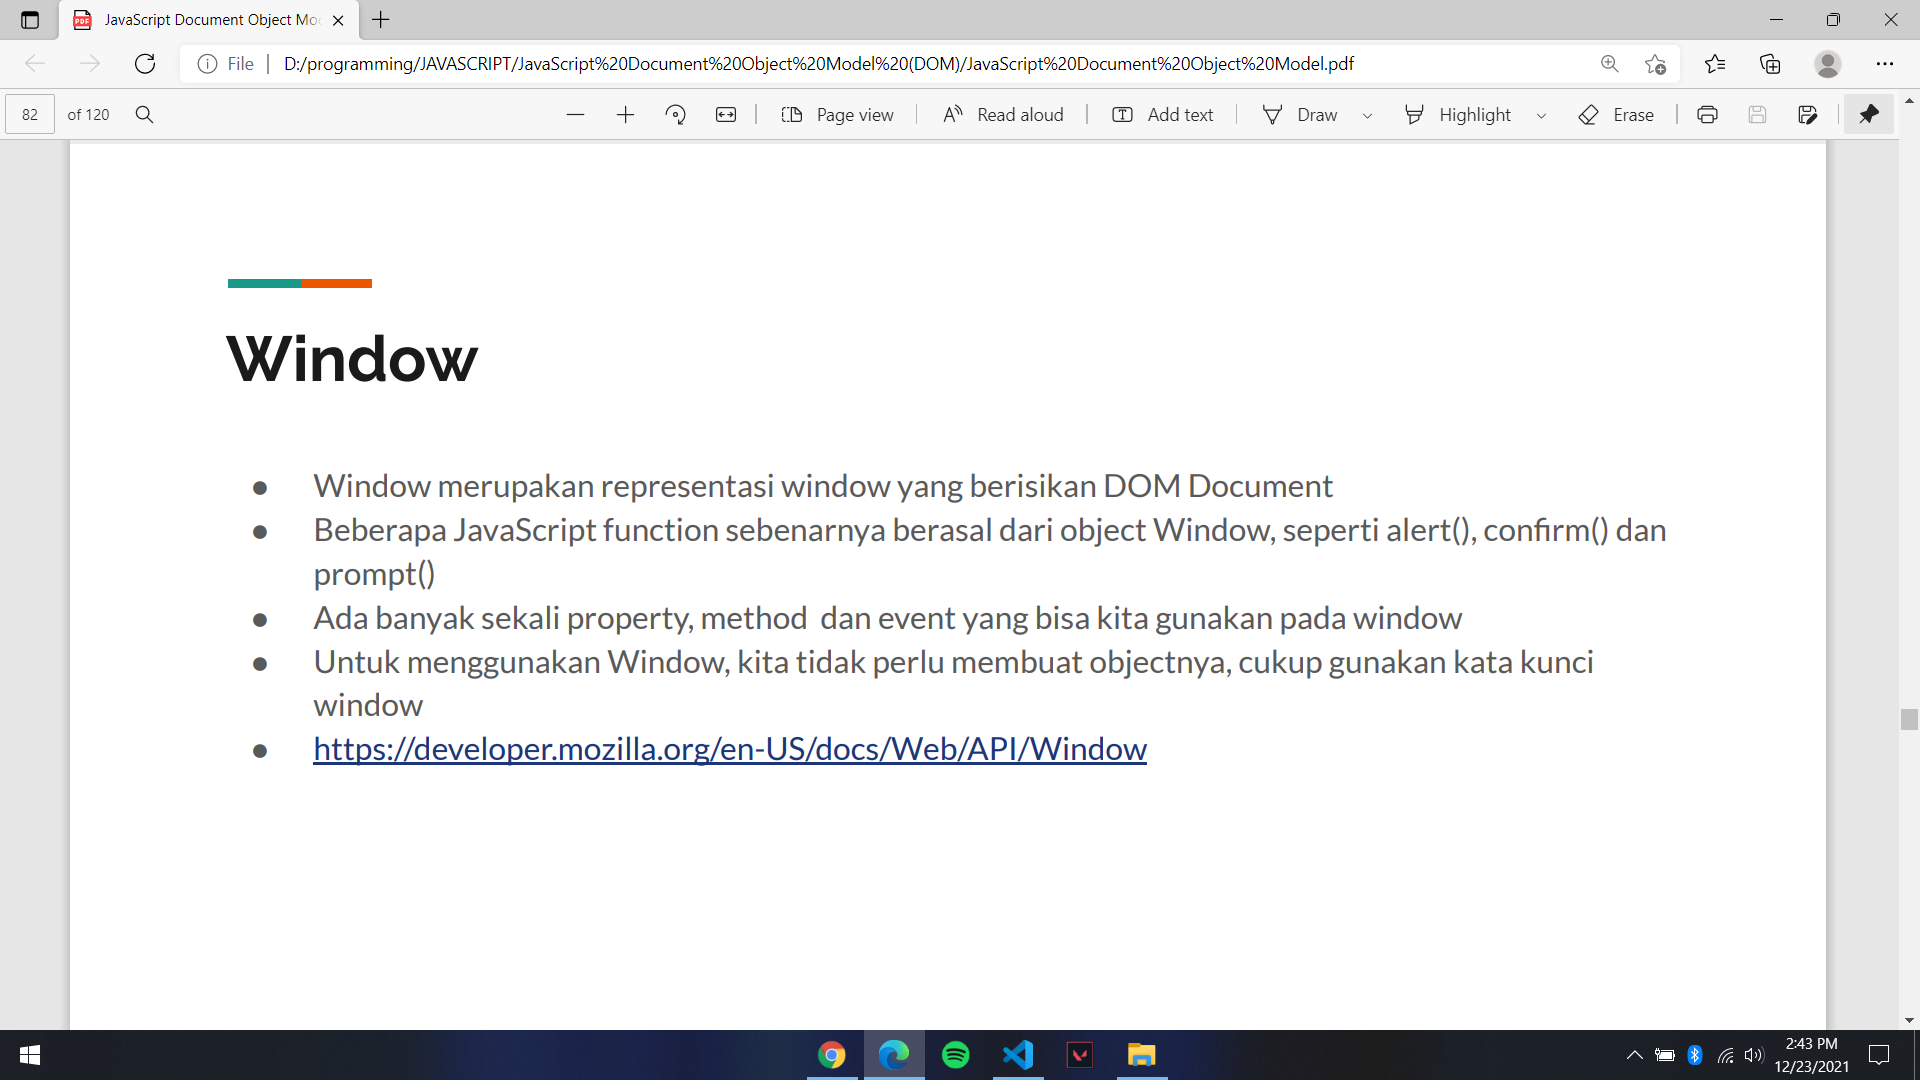 JavaScript Document Object Mo
File
D:/programming/JAVASCRIPT/JavaScript%20Document%20Object%20Model%20(DOM)/JavaScript%20Document%20Object%20Model.pdf
82 of 120
Page view
Read aloud
Add text
Draw
Highlight
Erase
Window
● Window merupakan representasi window yang berisikan DOM Document
● Beberapa JavaScript function sebenarnya berasal dari object Window, seperti alert(), confirm() dan
prompt()
● Ada banyak sekali property, method dan event yang bisa kita gunakan pada window
● Untuk menggunakan Window, kita tidak perlu membuat objectnya, cukup gunakan kata kunci
window
● https://developer.mozilla.org/en-US/docs/Web/API/Window
2:43 PM
12/23/2021